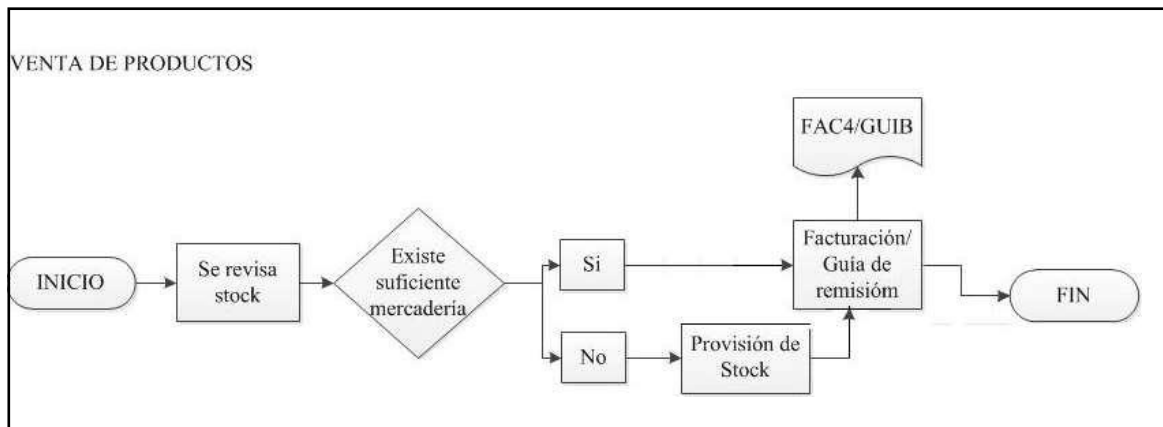 VENTA DE PRODUCTOS
FAC4/GUIB
INICIO
Se revisa
stock
Existe
suficiente
mercadería
Si
No
Provisión de
Stock
Facturación/
Guía de
remisióm
FIN